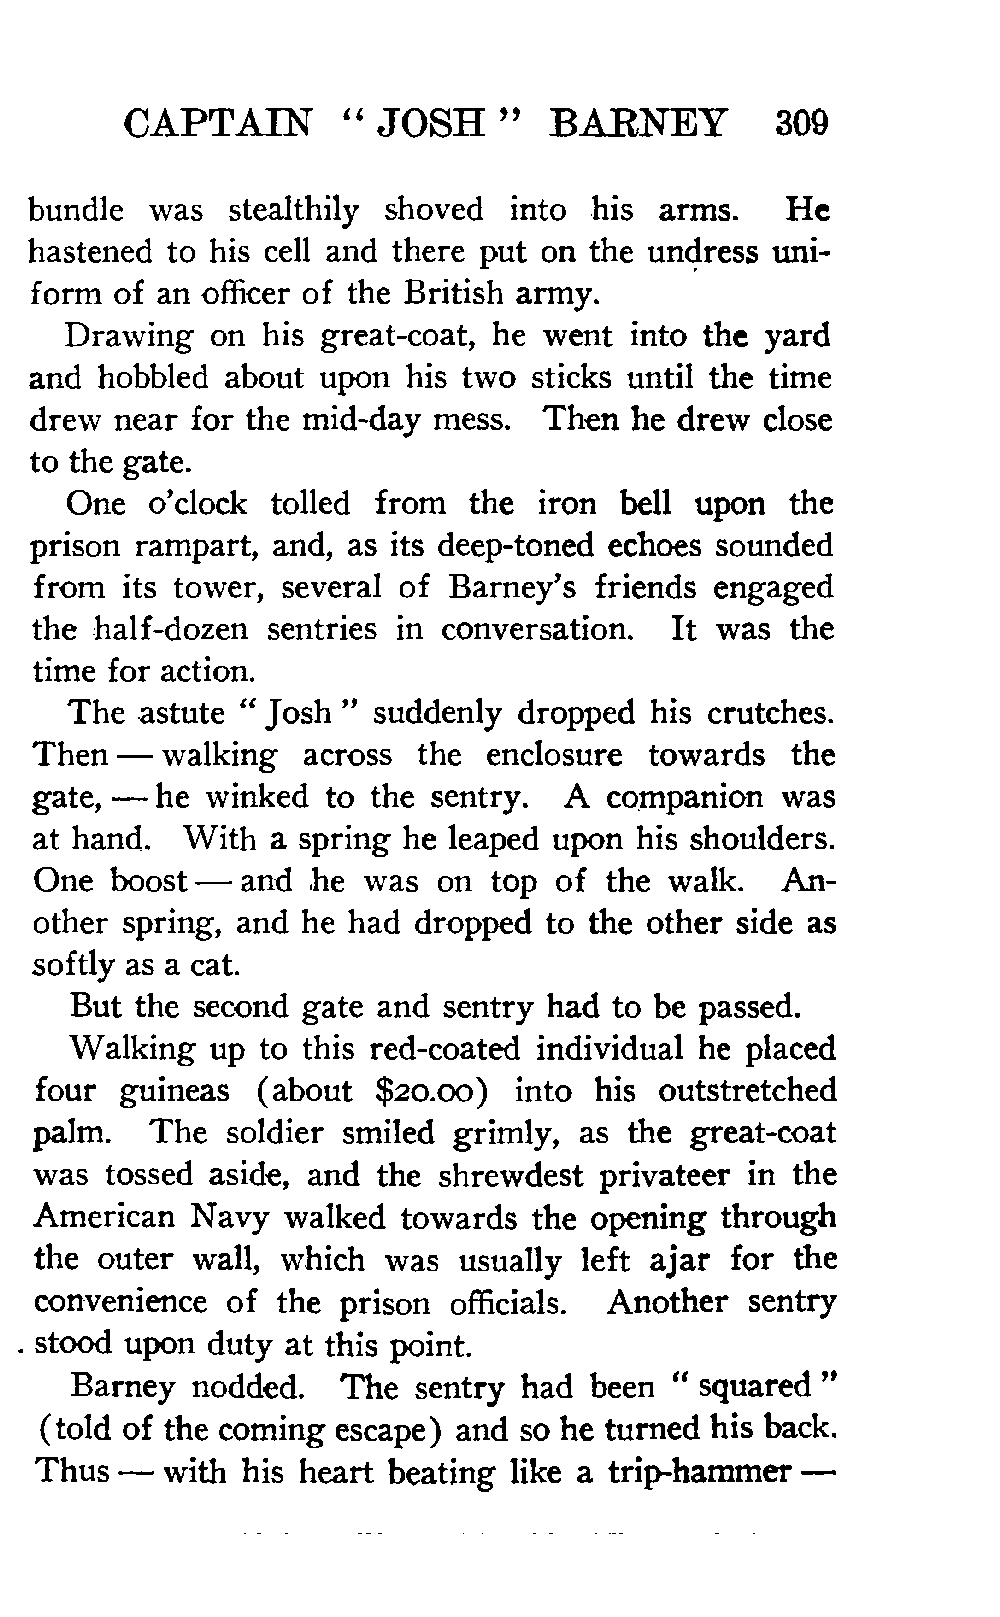 CAPTAIN “ JOSH ” BARNEY 309
bundle was stealthily shoved into his arms. He
hastened to his cell and there put on the undress uni-
form of an officer of the British army.
Drawing on his great-coat, he went into the yard
and hobbled about upon his two sticks until the time
drew near for the mid-day mess. Then he drew close
to the gate.
One o’clock tolled from the iron bell upon the
prison rampart, and, as its deep-toned echoes sounded
from its tower, several of Barney’s friends engaged
the half-dozen sentries in conversation. It was the
time for action.
The astute “ Josh ” suddenly dropped his crutches.
Then — walking across the enclosure towards the
gate, — he winked to the sentry. A companion was
at hand. With a spring he leaped upon his shoulders.
One boost — and he was on top of the walk. An-
other spring, and he had dropped to the other side as
softly as a cat.
But the second gate and sentry had to be passed.
Walking up to this red-coated individual he placed
four guineas (about $20.00) into his outstretched
palm. The soldier smiled grimly, as the great-coat
was tossed aside, and the shrewdest privateer in the
American Navy walked towards the opening through
the outer wall, which was usually left ajar for the
convenience of the prison officials. Another sentry
stood upon duty at this point.
Barney nodded. The sentry had been “ squared ”
(told of the coming escape) and so he turned his back.
Thus — with his heart beating like a trip-hammer —